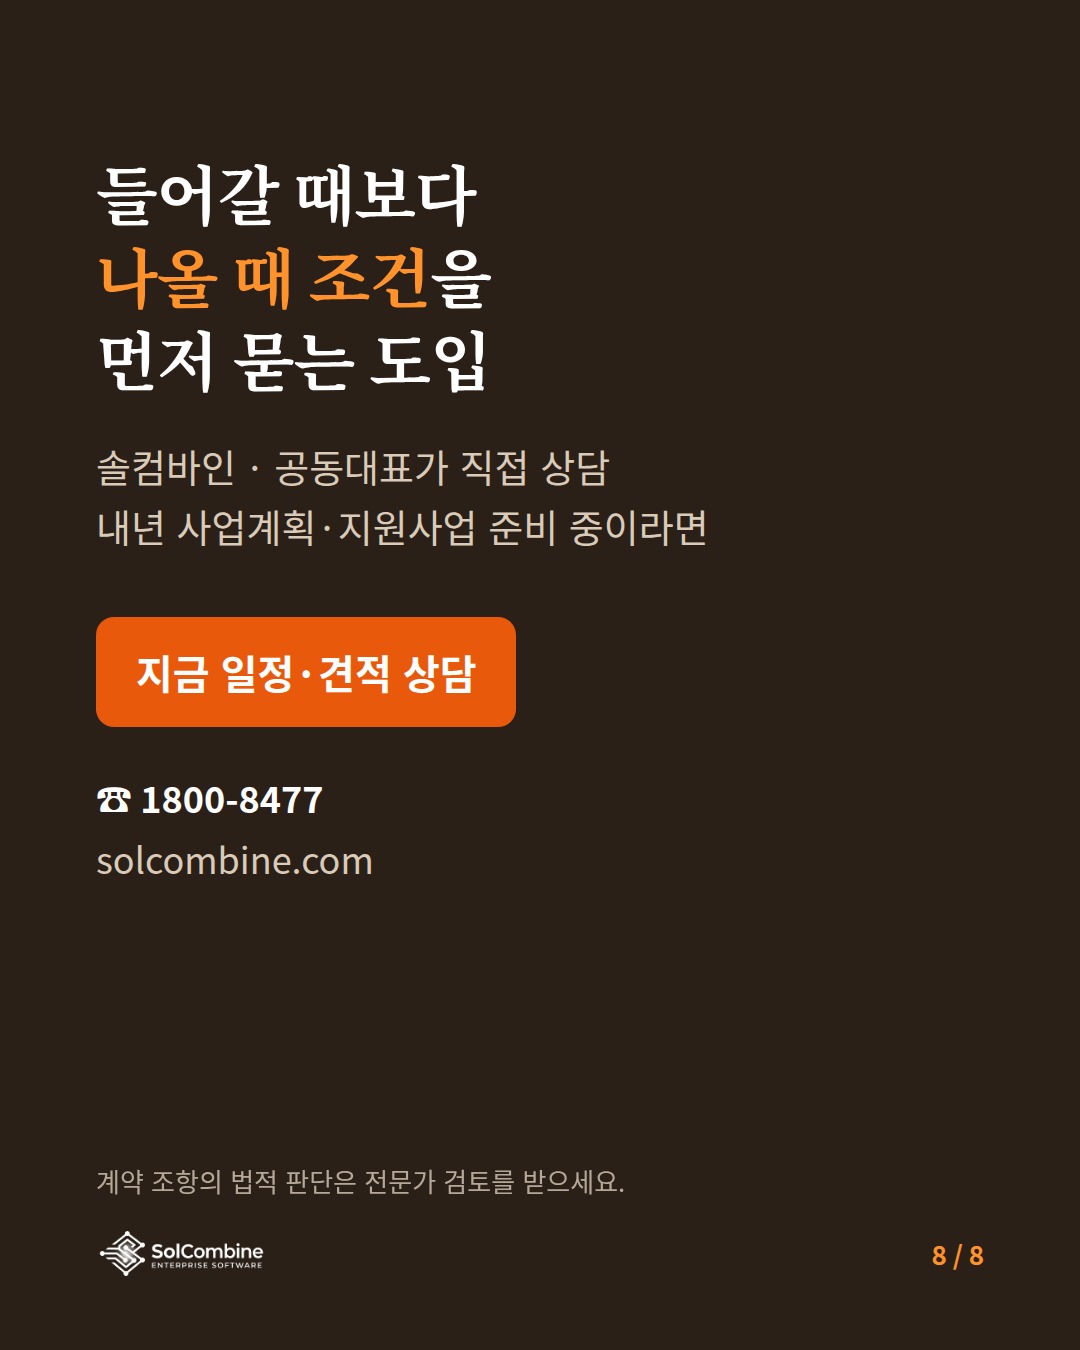 들어갈 때보다
나올 때 조건을
먼저 묻는 도입
솔컴바인 · 공동대표가 직접 상담
내년 사업계획·지원사업 준비 중이라면
지금 일정·견적 상담
☎ 1800-8477
solcombine.com
계약 조항의 법적 판단은 전문가 검토를 받으세요.
SolCombine
ENTERPRISE SOFTWARE
8 / 8